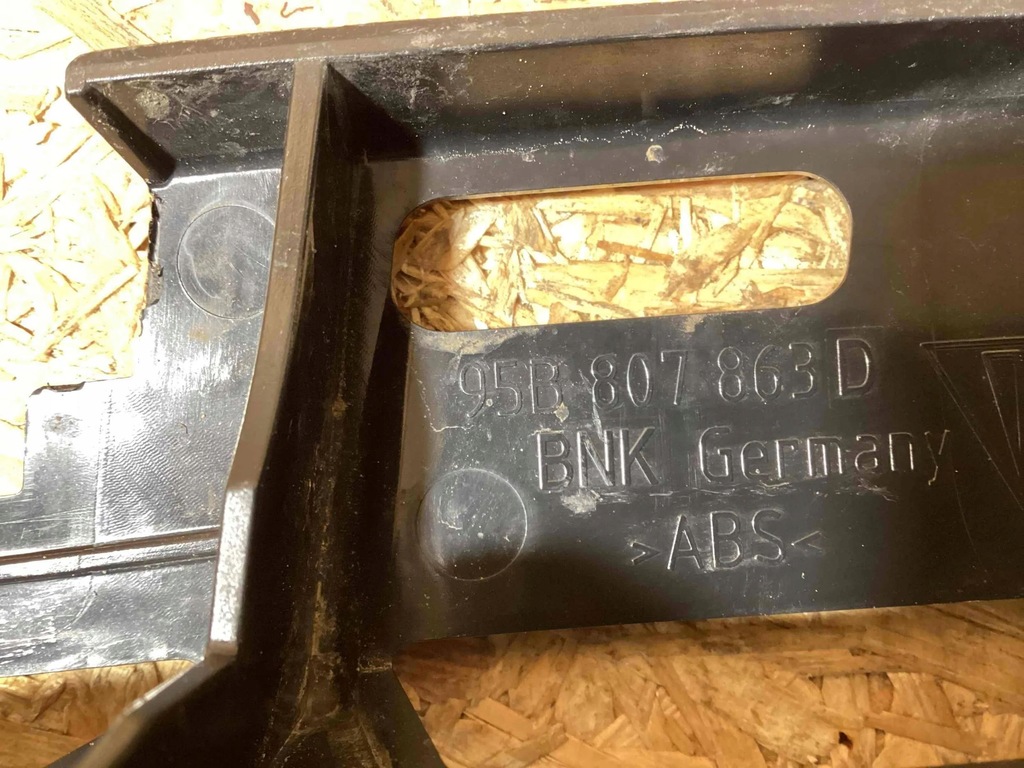 95B 807 863 D
BNK Germany
>ABS<